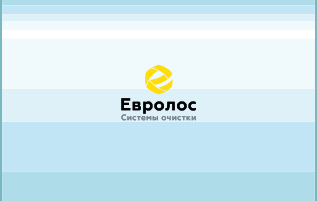 Евролос
Системы очистки